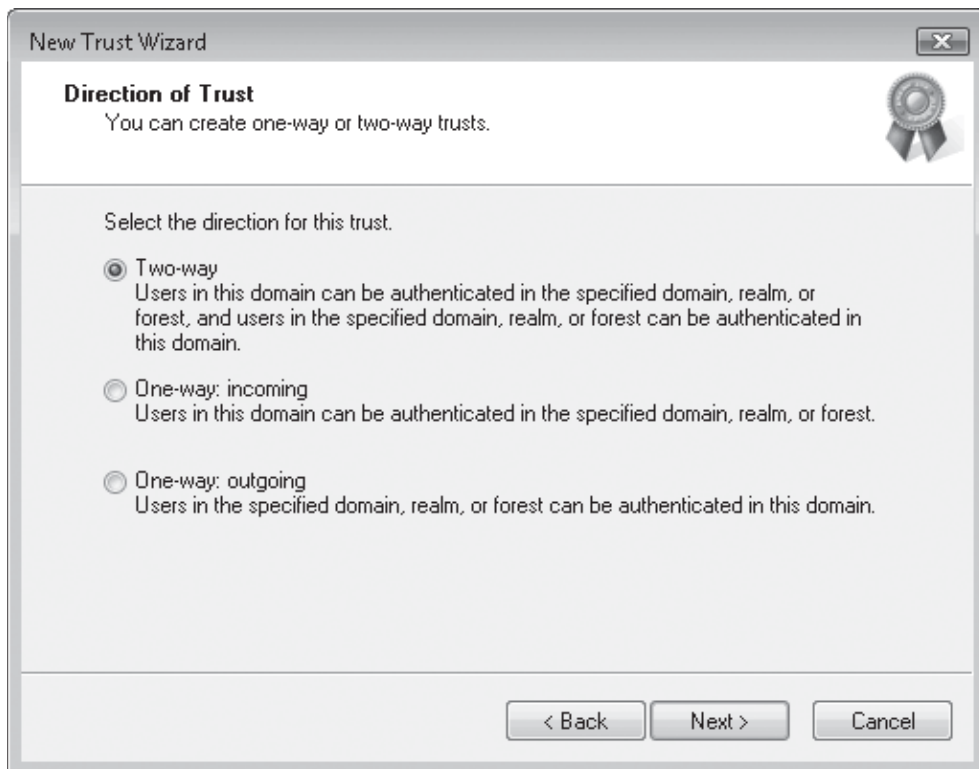 New Trust Wizard
Direction of Trust
You can create one-way or two-way trusts.
Select the direction for this trust.
Two-way
Users in this domain can be authenticated in the specified domain, realm, or
forest, and users in the specified domain, realm, or forest can be authenticated in
this domain.
One-way: incoming
Users in this domain can be authenticated in the specified domain, realm, or forest.
One-way: outgoing
Users in the specified domain, realm, or forest can be authenticated in this domain.
< Back Next > Cancel